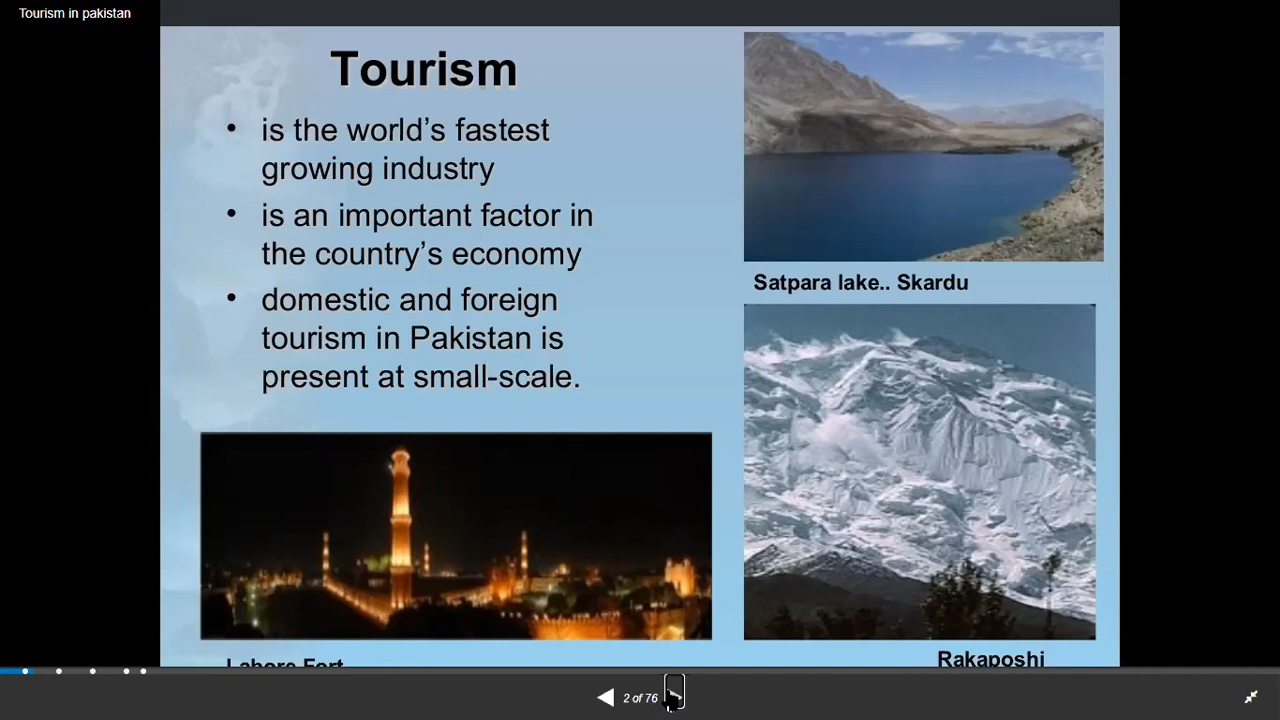 Tourism in pakistan
Tourism
• is the world's fastest
growing industry
• is an important factor in
the country's economy
• domestic and foreign
tourism in Pakistan is
present at small-scale.
Satpara lake.. Skardu
Lahore Fort
Rakaposhi
2 of 76